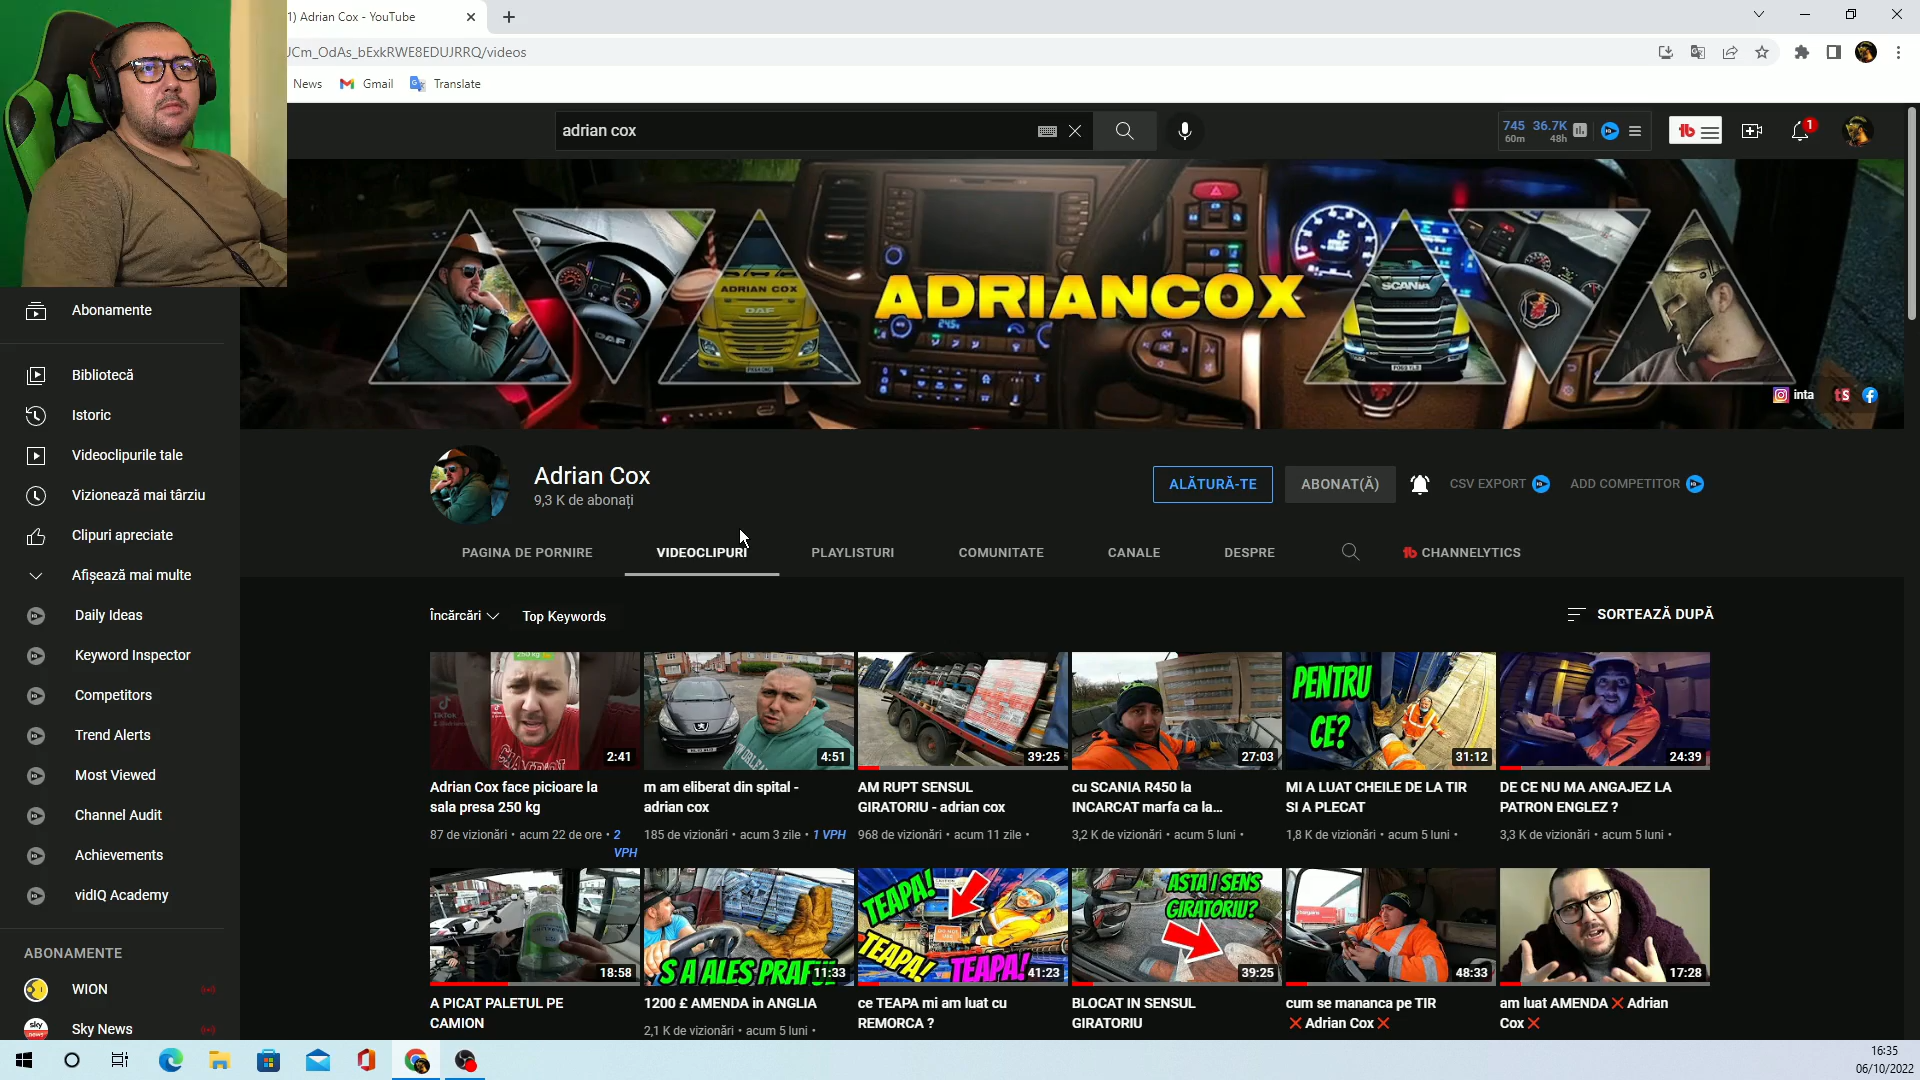 1) Adrian Cox - YouTube
JCm_OdAs_bExkRWE8EDUJRRQ/videos
News
Gmail
Translate
adrian cox
745 36.7K
60m 48h
1
ADRIAN COX
DAF
ADRIANCOX
SCANIA
inta
Abonamente
Bibliotecă
Istoric
Videoclipurile tale
Vizionează mai târziu
Clipuri apreciate
Afișează mai multe
Daily Ideas
Keyword Inspector
Competitors
Trend Alerts
Most Viewed
Channel Audit
Achievements
vidIQ Academy
ABONAMENTE
WION
Sky News
Adrian Cox
9,3 K de abonați
ALĂTURĂ-TE
ABONAT(Ă)
CSV EXPORT
ADD COMPETITOR
PAGINA DE PORNIRE
VIDEOCLIPURI
PLAYLISTURI
COMUNITATE
CANALE
DESPRE
CHANNELYTICS
Încărcări
Top Keywords
SORTEAZĂ DUPĂ
2:41
4:51
39:25
27:03
PENTRU
CE?
31:12
24:39
Adrian Cox face picioare la
sala presa 250 kg
87 de vizionări • acum 22 de ore • 2
VPH
m am eliberat din spital -
adrian cox
185 de vizionări • acum 3 zile • 1 VPH
AM RUPT SENSUL
GIRATORIU - adrian cox
968 de vizionări • acum 11 zile •
cu SCANIA R450 la
INCARCAT marfa ca la...
3,2 K de vizionări • acum 5 luni •
MI A LUAT CHEILE DE LA TIR
SI A PLECAT
1,8 K de vizionări • acum 5 luni •
DE CE NU MA ANGAJEZ LA
PATRON ENGLEZ ?
3,3 K de vizionări • acum 5 luni •
18:58
S A ALES PRAFU
11:33
TEAPA!
TEAPA!
TEAPA!
41:23
ASTA I SENS
GIRATORIU?
39:25
48:33
17:28
A PICAT PALETUL PE
CAMION
1200 £ AMENDA in ANGLIA
2,1 K de vizionări • acum 5 luni •
ce TEAPA mi am luat cu
REMORCA ?
BLOCAT IN SENSUL
GIRATORIU
cum se mananca pe TIR
❌ Adrian Cox ❌
am luat AMENDA ❌ Adrian
Cox ❌
16:35
06/10/2022